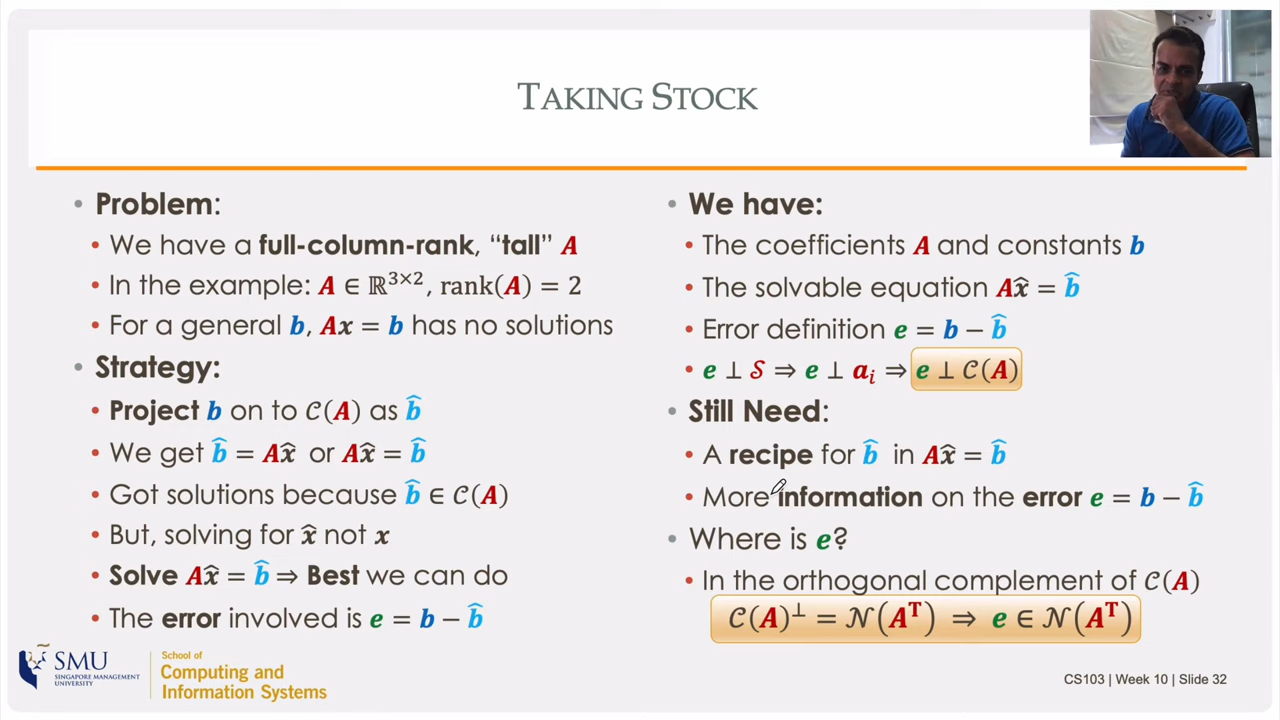 TAKING STOCK
• Problem:
• We have a full-column-rank, “tall” A
• In the example: A ∈ ℝ³ˣ², rank(A) = 2
• For a general b, Ax = b has no solutions
• Strategy:
• Project b on to 𝒞(A) as b̂
• We get b̂ = Ax̂ or Ax̂ = b̂
• Got solutions because b̂ ∈ 𝒞(A)
• But, solving for x̂ not x
• Solve Ax̂ = b̂ ⇒ Best we can do
• The error involved is e = b − b̂
• We have:
• The coefficients A and constants b
• The solvable equation Ax̂ = b̂
• Error definition e = b − b̂
• e ⊥ 𝒮 ⇒ e ⊥ aᵢ ⇒ e ⊥ 𝒞(A)
• Still Need:
• A recipe for b̂ in Ax̂ = b̂
• More information on the error e = b − b̂
• Where is e?
• In the orthogonal complement of 𝒞(A)
𝒞(A)⊥ = 𝒩(Aᵀ) ⇒ e ∈ 𝒩(Aᵀ)
SMU
SINGAPORE MANAGEMENT
UNIVERSITY
School of
Computing and
Information Systems
CS103 | Week 10 | Slide 32